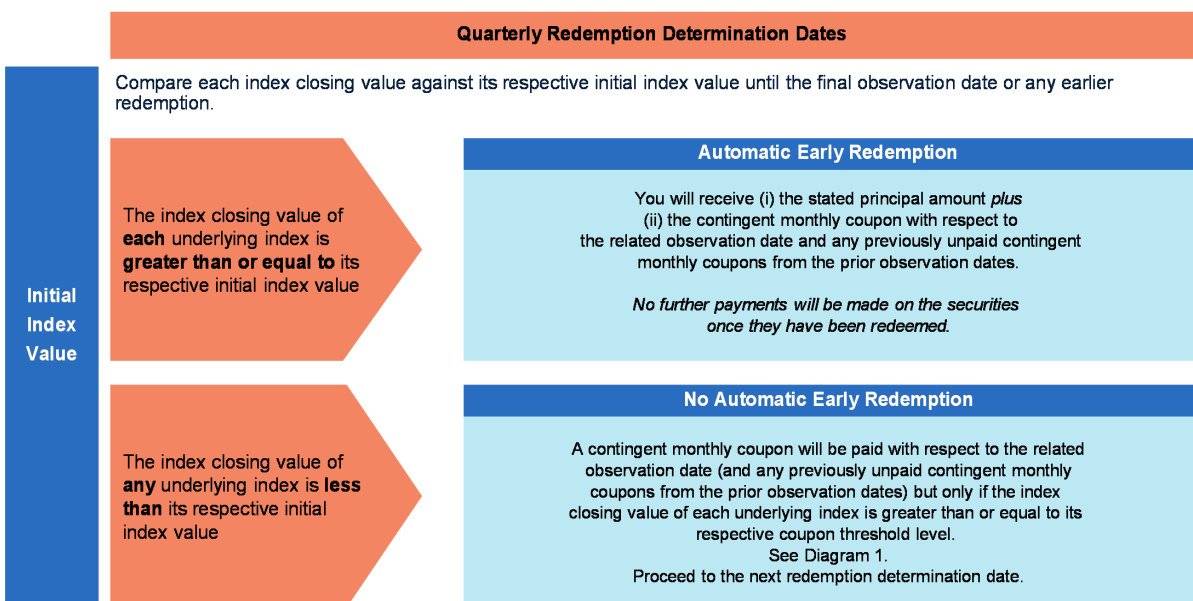 Quarterly Redemption Determination Dates
Compare each index closing value against its respective initial index value until the final observation date or any earlier
redemption.
Initial
Index
Value
The index closing value of
each underlying index is
greater than or equal to its
respective initial index value
Automatic Early Redemption
You will receive (i) the stated principal amount plus
(ii) the contingent monthly coupon with respect to
the related observation date and any previously unpaid contingent
monthly coupons from the prior observation dates.
No further payments will be made on the securities
once they have been redeemed.
The index closing value of
any underlying index is less
than its respective initial
index value
No Automatic Early Redemption
A contingent monthly coupon will be paid with respect to the related
observation date (and any previously unpaid contingent monthly
coupons from the prior observation dates) but only if the index
closing value of each underlying index is greater than or equal to its
respective coupon threshold level.
See Diagram 1.
Proceed to the next redemption determination date.